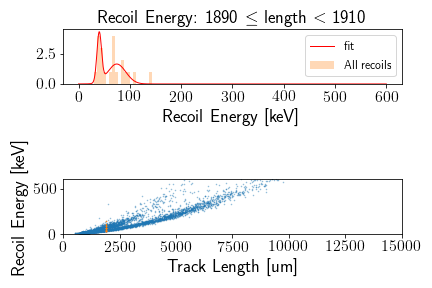 Recoil Energy: 1890 ≤ length < 1910
2.5
0.0
fit
All recoils
0 100 200 300 400 500 600
Recoil Energy [keV]
Recoil Energy [keV]
500
0
0 2500 5000 7500 10000 12500 15000
Track Length [um]